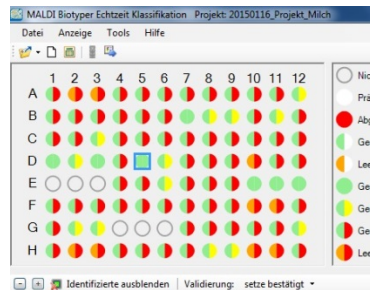 MALDI Biotyper Echtzeit Klassifikation Projekt: 20150116_Projekt_Milch
Datei Anzeige Tools Hilfe
1 2 3 4 5 6 7 8 9 10 11 12
A
B
C
D
E
F
G
H
Nic
Prä
Abg
Ge
Lee
Ge
Ge
Ge
Lee
Identifizierte ausblenden Validierung: setze bestätigt